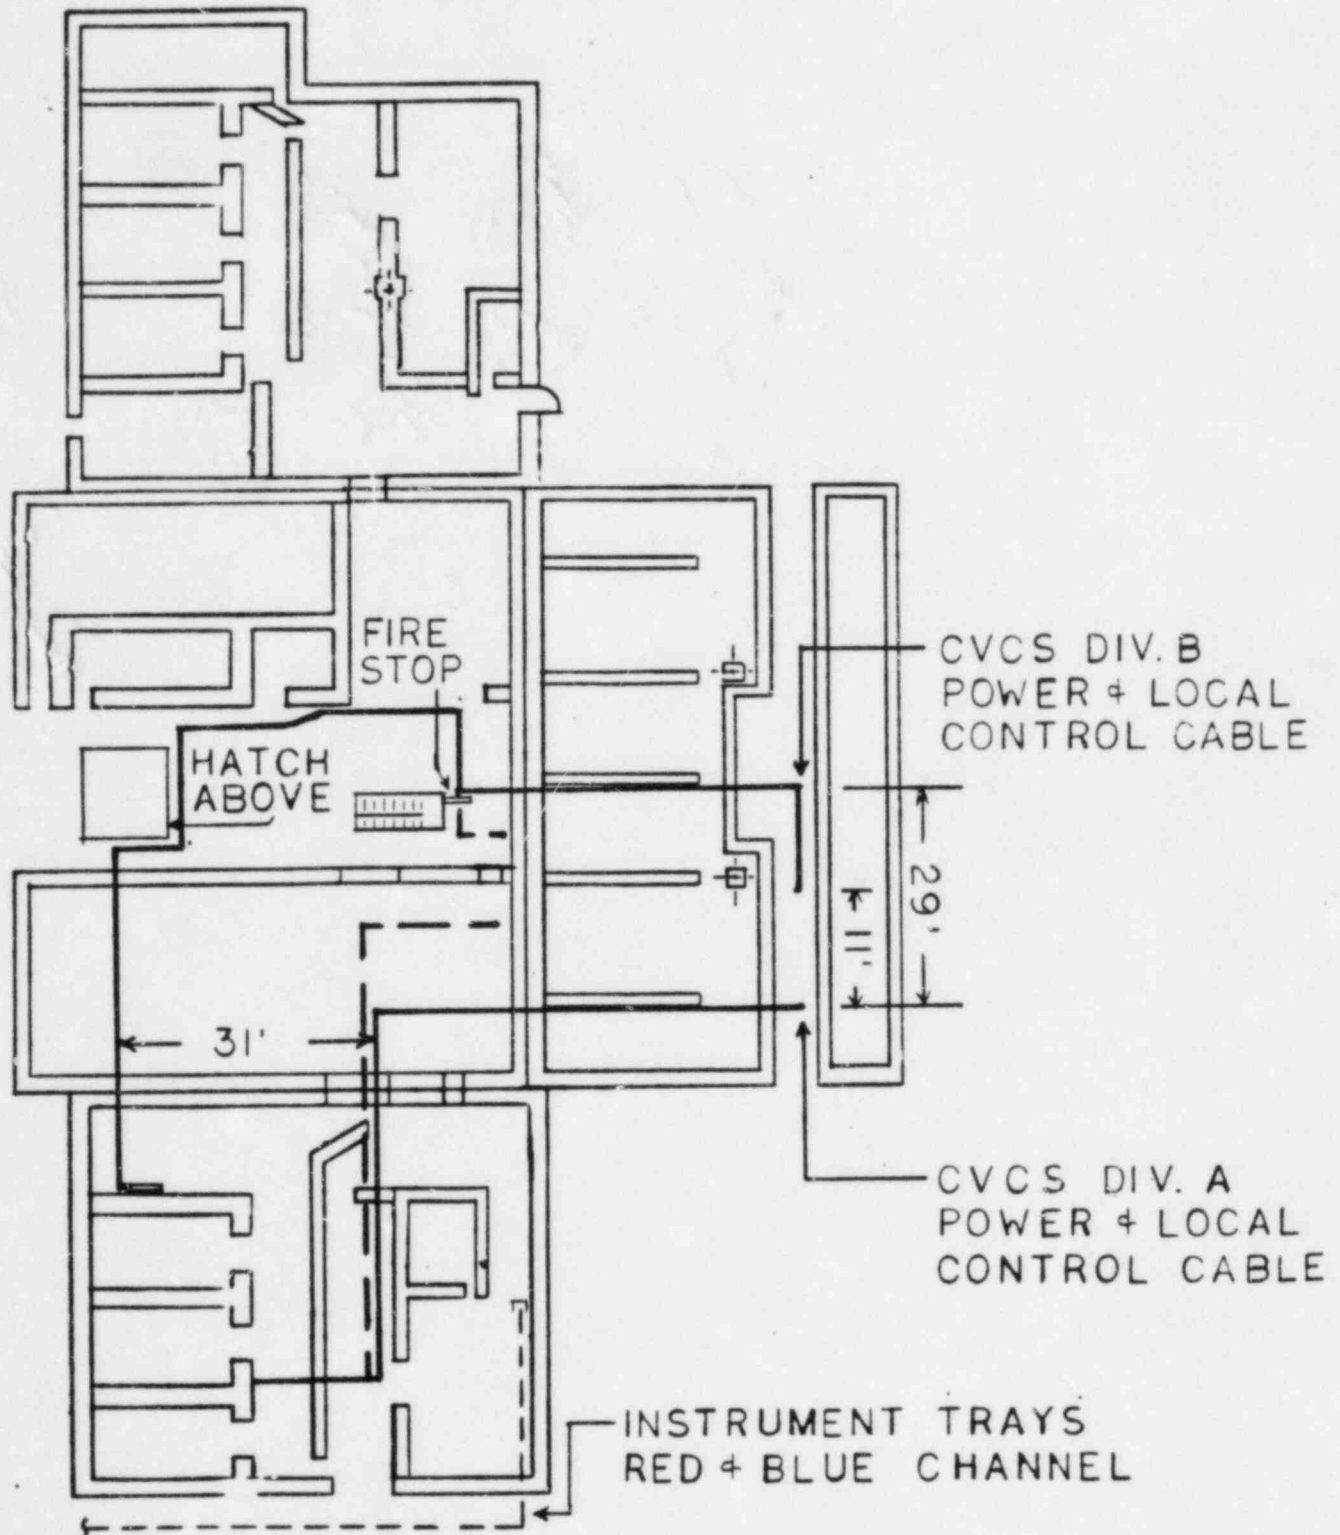 FIRE
STOP
CVCS DIV. B
POWER & LOCAL
CONTROL CABLE
HATCH
ABOVE
29'
11'
31'
CVCS DIV. A
POWER & LOCAL
CONTROL CABLE
INSTRUMENT TRAYS
RED & BLUE CHANNEL